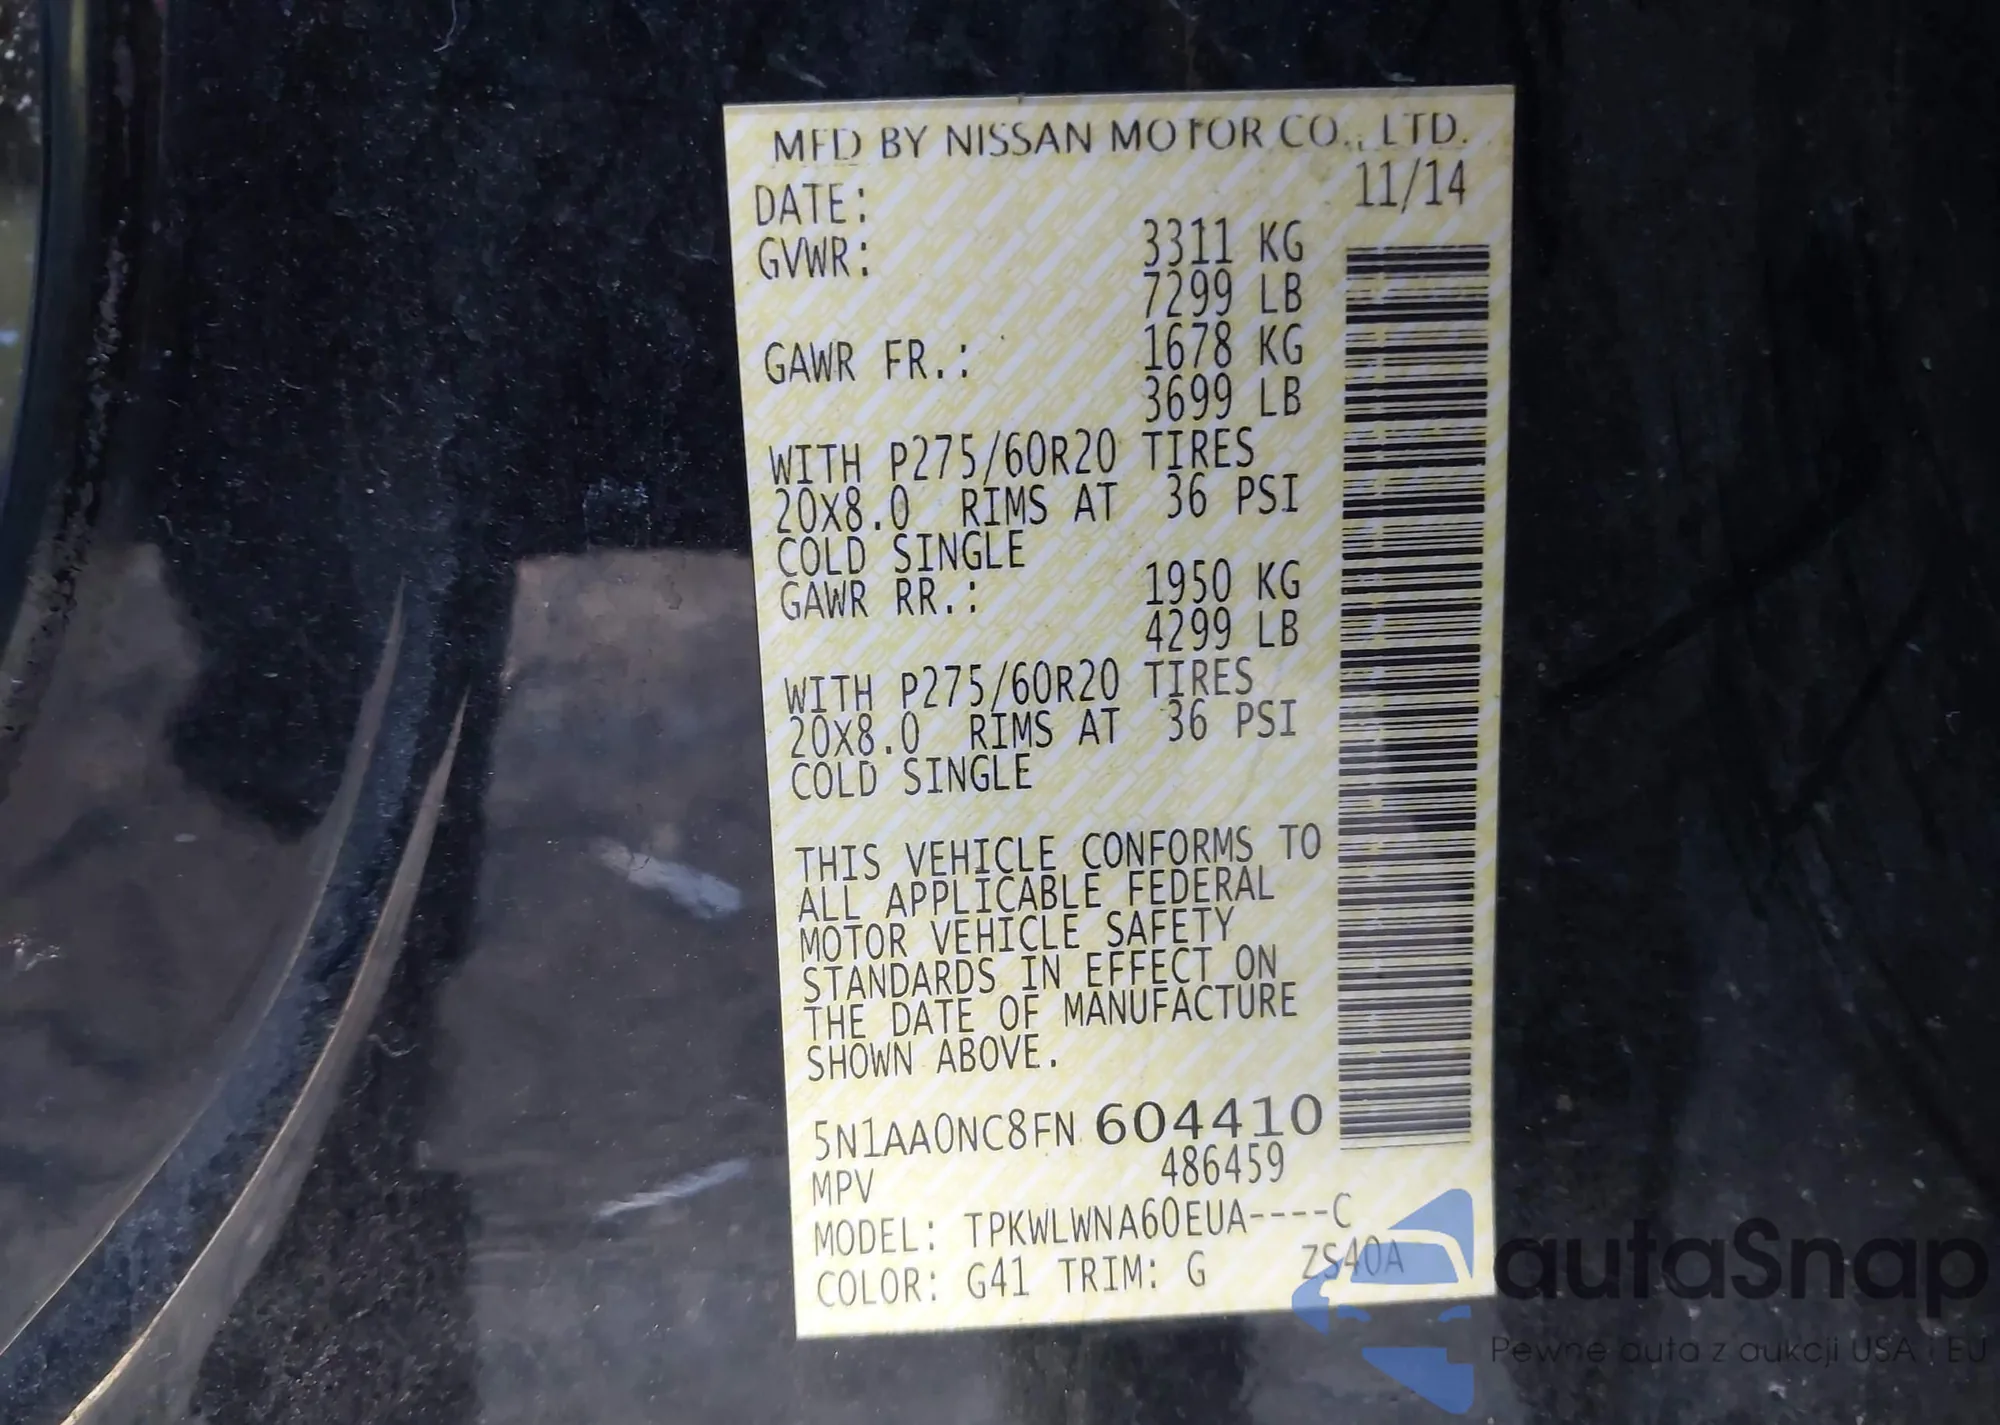 MFD BY NISSAN MOTOR CO., LTD.
DATE: 11/14
GVWR: 3311 KG
7299 LB
GAWR FR.: 1678 KG
3699 LB
WITH P275/60R20 TIRES
20X8.0 RIMS AT 36 PSI
COLD SINGLE
GAWR RR.: 1950 KG
4299 LB
WITH P275/60R20 TIRES
20X8.0 RIMS AT 36 PSI
COLD SINGLE
THIS VEHICLE CONFORMS TO
ALL APPLICABLE FEDERAL
MOTOR VEHICLE SAFETY
STANDARDS IN EFFECT ON
THE DATE OF MANUFACTURE
SHOWN ABOVE.
5N1AA0NC8FN 604410
MPV 486459
MODEL: TPKWLWNA60EUA----C
COLOR: G41 TRIM: G ZS40A
autaSnap
Pewne auta z aukcji USA i EU